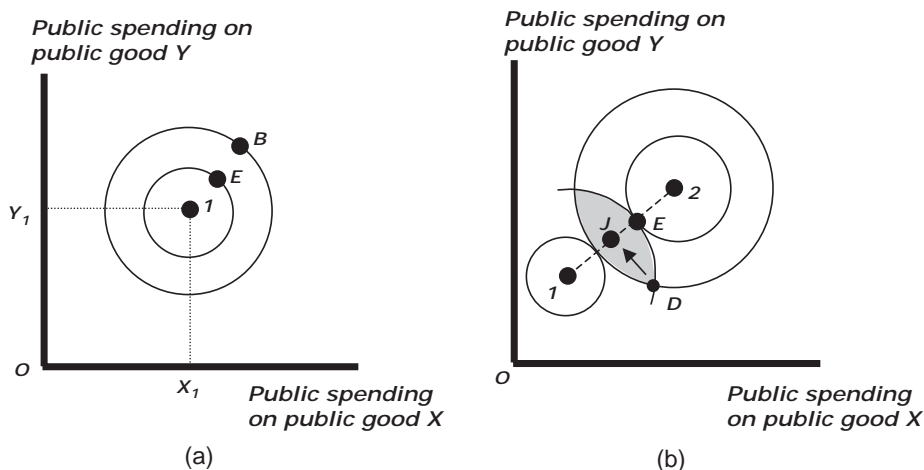 Public spending on
public good Y
B
E
1
Y1
O
X1
Public spending
on public good X
(a)
Public spending on
public good Y
2
E
J
1
D
O
Public spending
on public good X
(b)